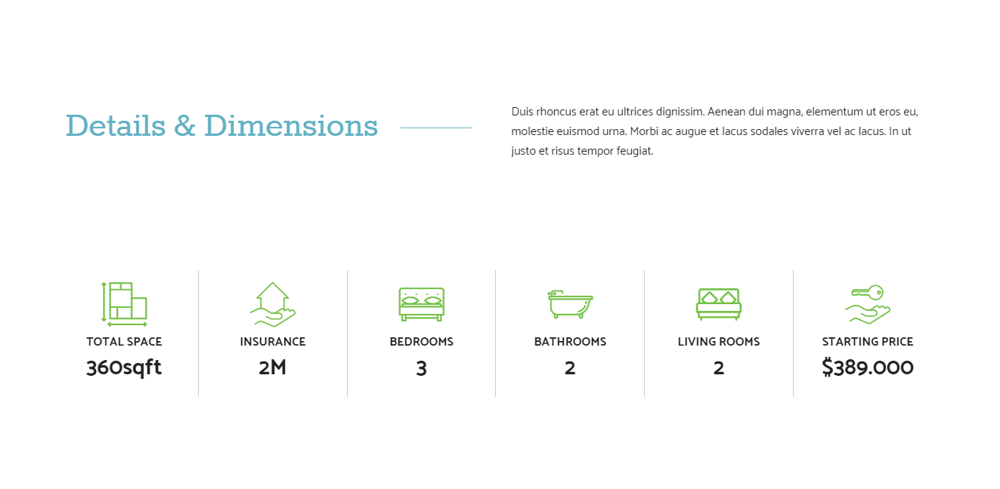 Details & Dimensions
Duis rhoncus erat eu ultrices dignissim. Aenean dui magna, elementum ut eros eu,
molestie euismod urna. Morbi ac augue et lacus sodales viverra vel ac lacus. In ut
justo et risus tempor feugiat.
TOTAL SPACE
360sqft
INSURANCE
2M
BEDROOMS
3
BATHROOMS
2
LIVING ROOMS
2
STARTING PRICE
$389.000